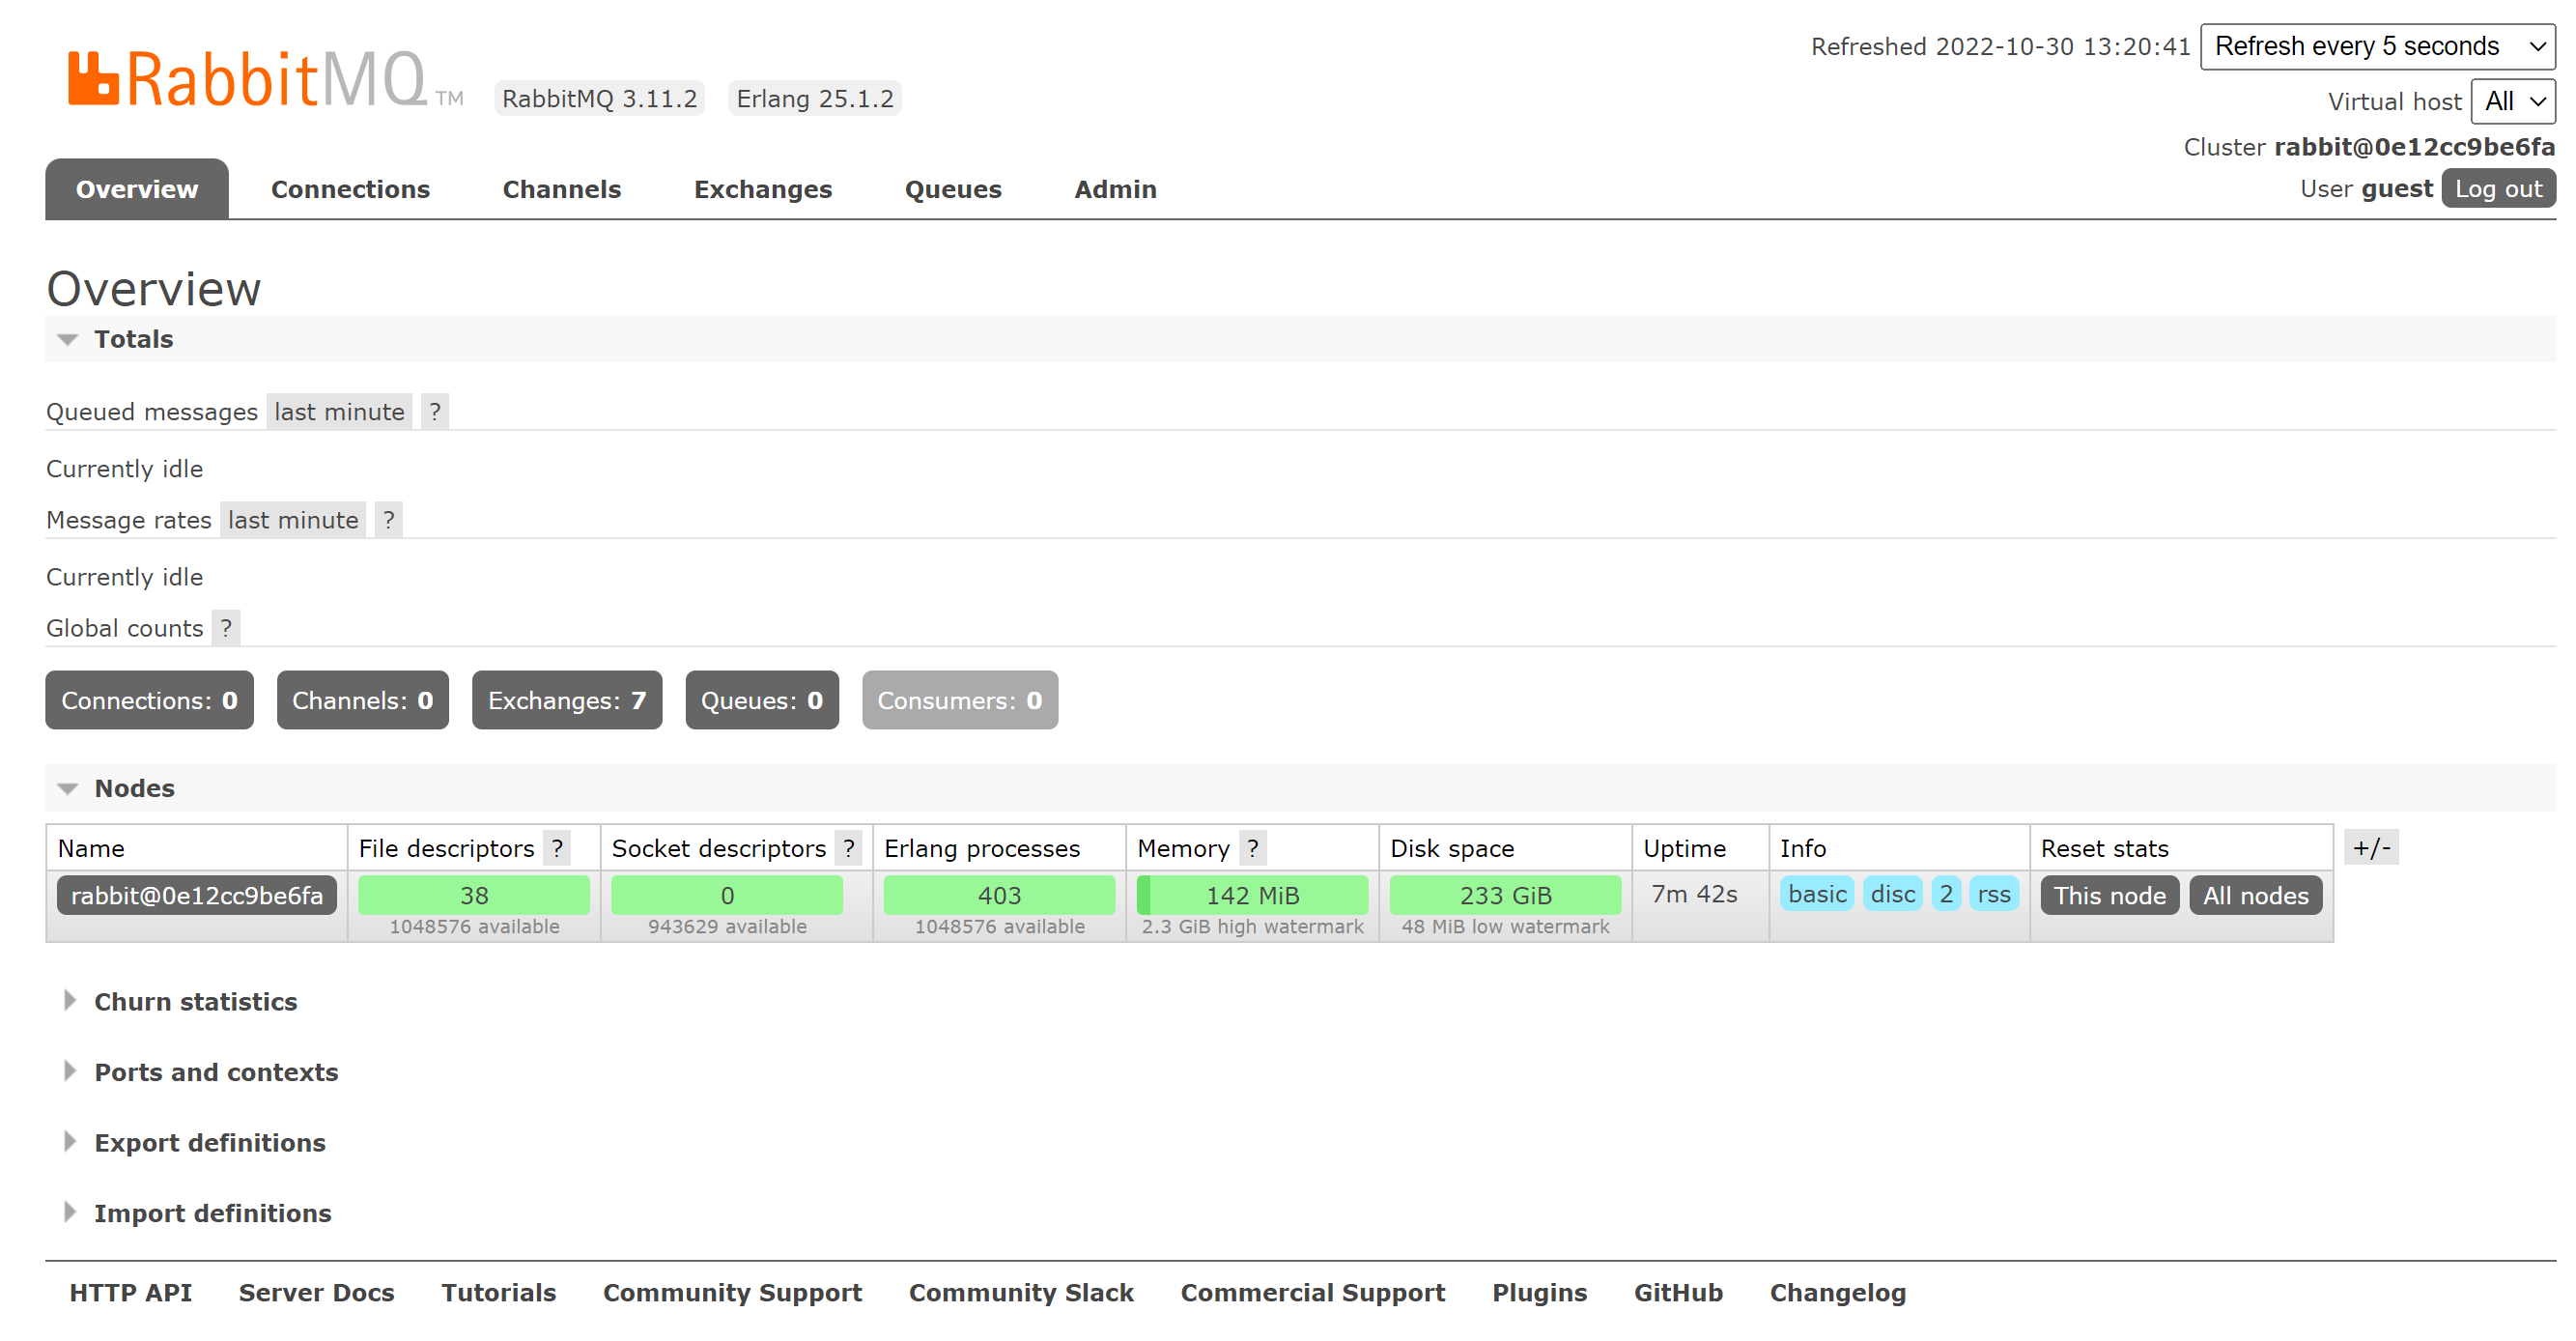 RabbitMQ TM RabbitMQ 3.11.2 Erlang 25.1.2
Refreshed 2022-10-30 13:20:41 Refresh every 5 seconds
Virtual host All
Cluster rabbit@0e12cc9be6fa
User guest Log out
Overview Connections Channels Exchanges Queues Admin
Overview
Totals
Queued messages last minute ?
Currently idle
Message rates last minute ?
Currently idle
Global counts ?
Connections: 0 Channels: 0 Exchanges: 7 Queues: 0 Consumers: 0
Nodes
Name File descriptors ? Socket descriptors ? Erlang processes Memory ? Disk space Uptime Info Reset stats +/-
rabbit@0e12cc9be6fa 38 0 403 142 MiB 233 GiB 7m 42s basic disc 2 rss This node All nodes
1048576 available 943629 available 1048576 available 2.3 GiB high watermark 48 MiB low watermark
Churn statistics
Ports and contexts
Export definitions
Import definitions
HTTP API Server Docs Tutorials Community Support Community Slack Commercial Support Plugins GitHub Changelog